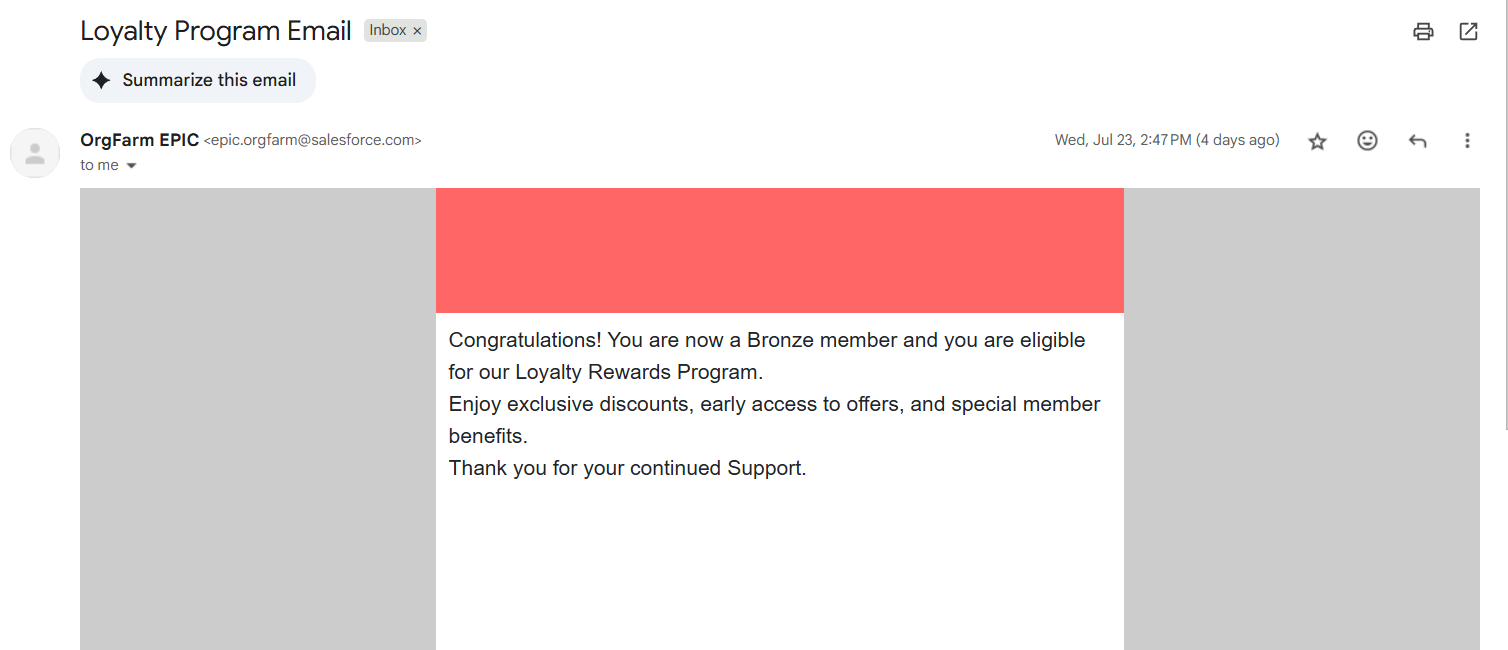 Loyalty Program Email Inbox ×
Summarize this email
OrgFarm EPIC <epic.orgfarm@salesforce.com> Wed, Jul 23, 2:47 PM (4 days ago)
to me
Congratulations! You are now a Bronze member and you are eligible
for our Loyalty Rewards Program.
Enjoy exclusive discounts, early access to offers, and special member
benefits.
Thank you for your continued Support.